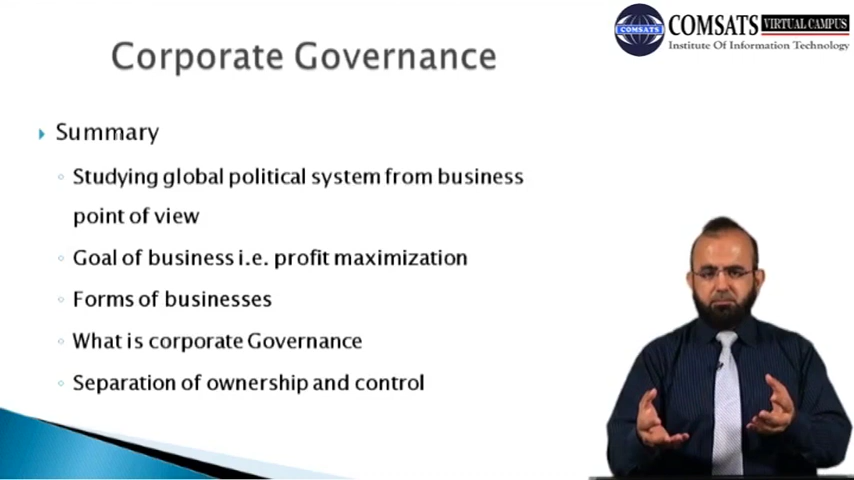 COMSATS VIRTUAL CAMPUS
COMSATS
Institute Of Information Technology
Corporate Governance
Summary
Studying global political system from business
point of view
Goal of business i.e. profit maximization
Forms of businesses
What is corporate Governance
Separation of ownership and control